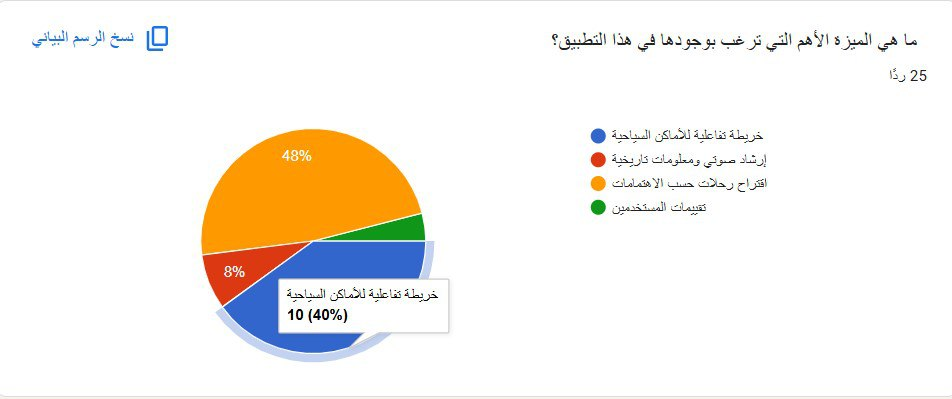 ما هي الميزة الأهم التي ترغب بوجودها في هذا التطبيق؟
نسخ الرسم البياني
25 ردًا
خريطة تفاعلية للأماكن السياحية
إرشاد صوتي ومعلومات تاريخية
اقتراح رحلات حسب الاهتمامات
تقييمات المستخدمين
48%
8%
خريطة تفاعلية للأماكن السياحية
10 (40%)